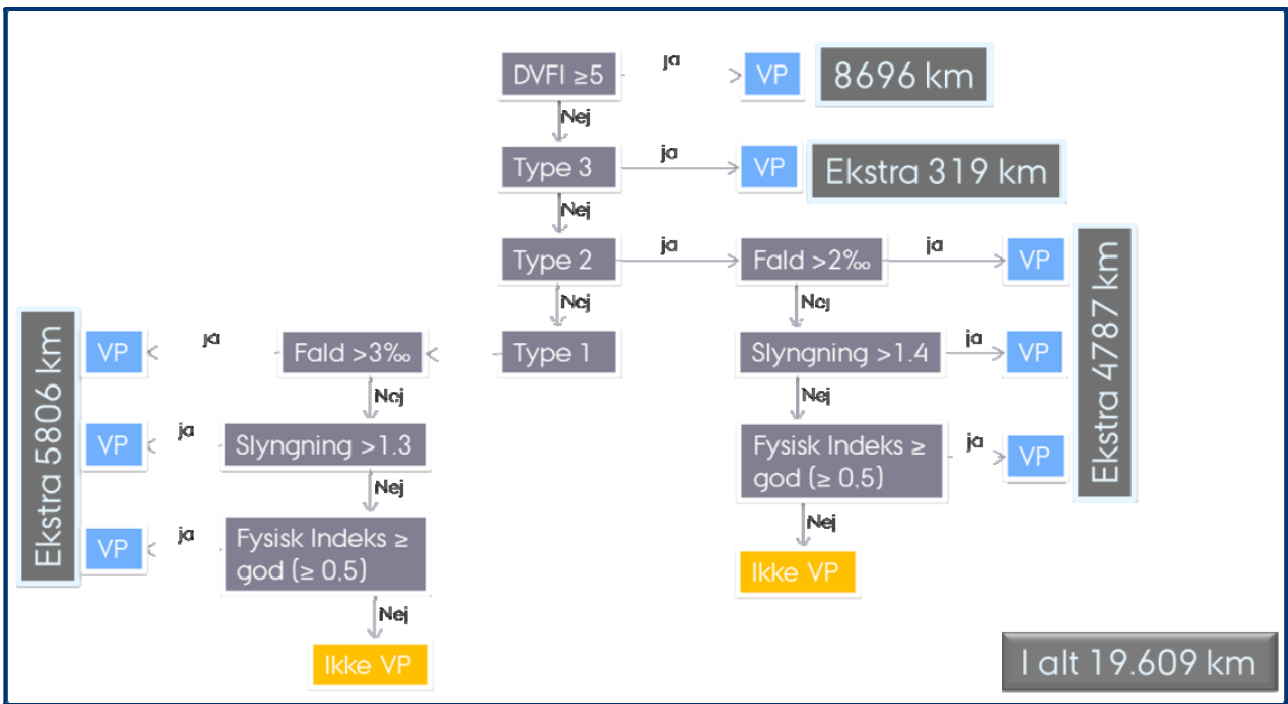 DVFI ≥5
ja
VP
8696 km
Nej
Type 3
ja
VP
Ekstra 319 km
Nej
Type 2
ja
Fald >2‰
ja
VP
Nej
Nej
Type 1
Slyngning >1.4
ja
VP
Nej
Fysisk Indeks ≥
god (≥ 0,5)
ja
VP
Nej
Ikke VP
Ekstra 4787 km
Fald >3‰
ja
VP
Nej
Slyngning >1.3
ja
VP
Nej
Fysisk Indeks ≥
god (≥ 0,5)
ja
VP
Nej
Ikke VP
Ekstra 5806 km
I alt 19.609 km